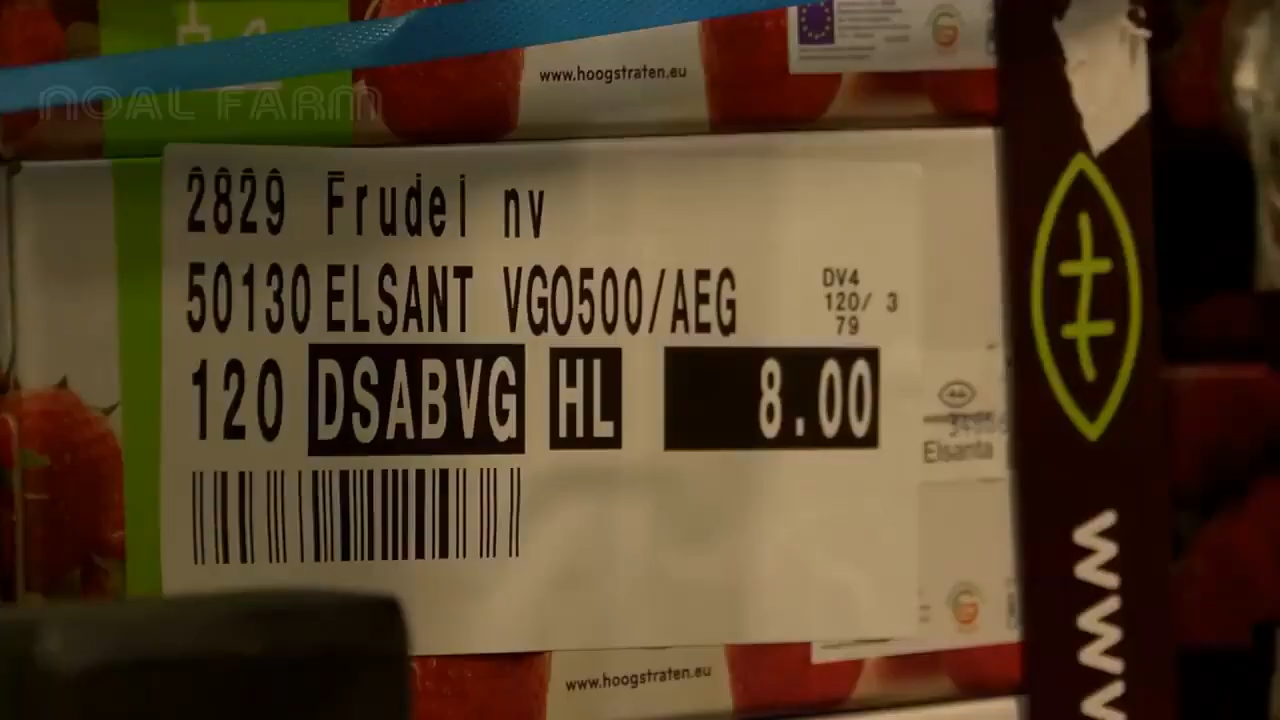 www.hoogstraten.eu
NOAL FARM
2829 Frudel nv
50130 ELSANT VGO500/AEG
DV4
120/ 3
79
120 DSABVG HL 8.00
Elsanta
www.hoogstraten.eu